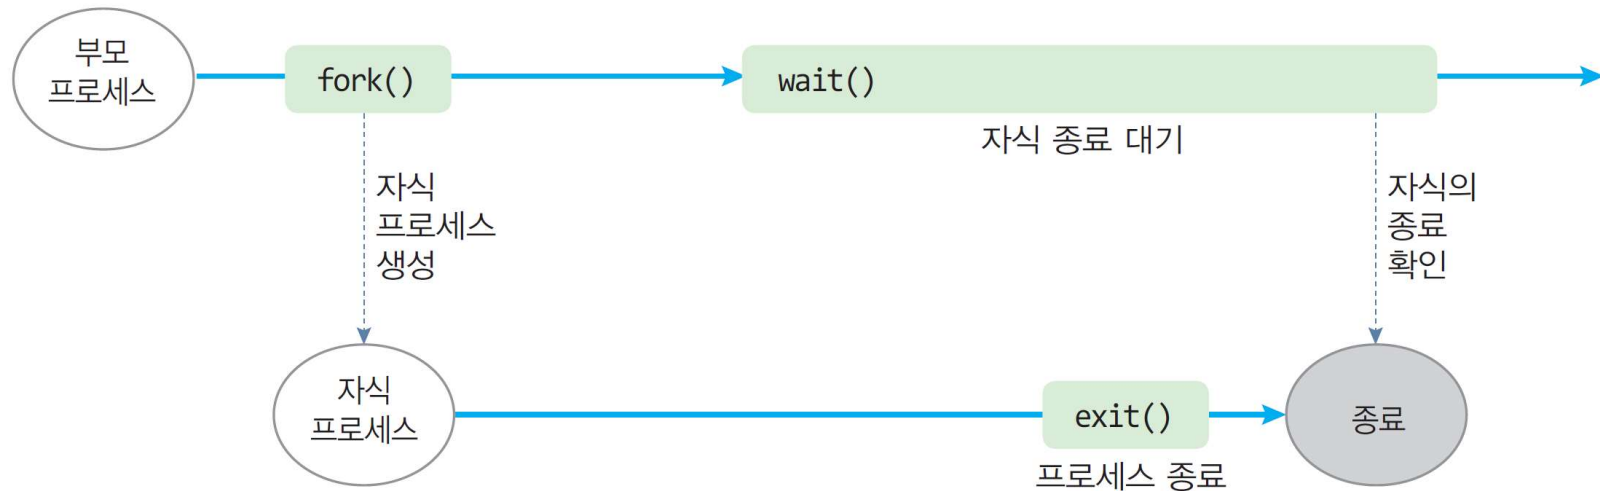 부모
프로세스
fork()
wait()
자식 종료 대기
자식
프로세스
생성
자식의
종료
확인
자식
프로세스
exit()
프로세스 종료
종료